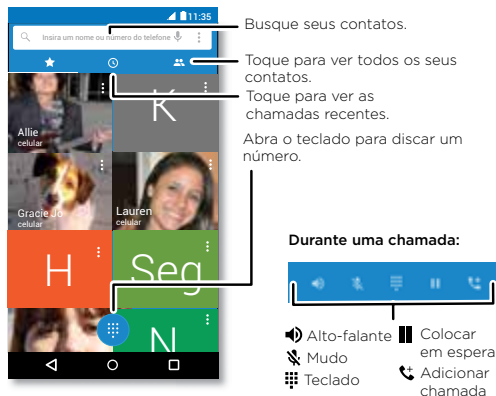 11:35
Insira um nome ou número do telefone
Busque seus contatos.
Toque para ver todos os seus
contatos.
Toque para ver as
chamadas recentes.
Abra o teclado para discar um
número.
K
Allie
celular
Gracie Jo
celular
Lauren
celular
H
Seg
N
Durante uma chamada:
Alto-falante
Mudo
Teclado
Colocar
em espera
Adicionar
chamada